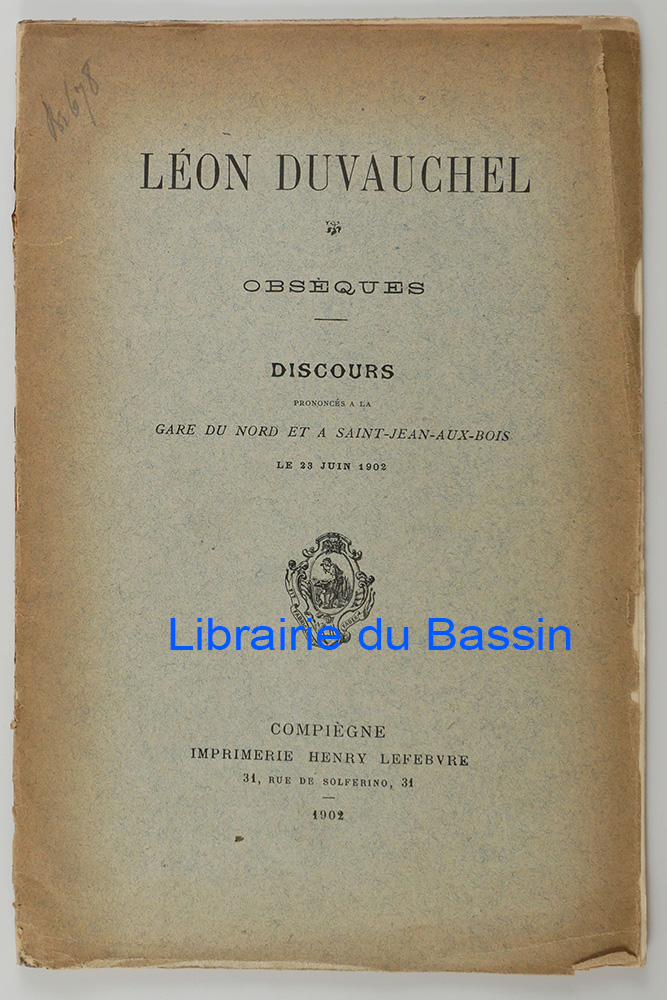 LÉON DUVAUCHEL
OBSÈQUES
DISCOURS
PRONONCÉS A LA
GARE DU NORD ET A SAINT-JEAN-AUX-BOIS
LE 23 JUIN 1902
Librairie du Bassin
COMPIÈGNE
IMPRIMERIE HENRY LEFEBVRE
31, RUE DE SOLFERINO, 31
1902